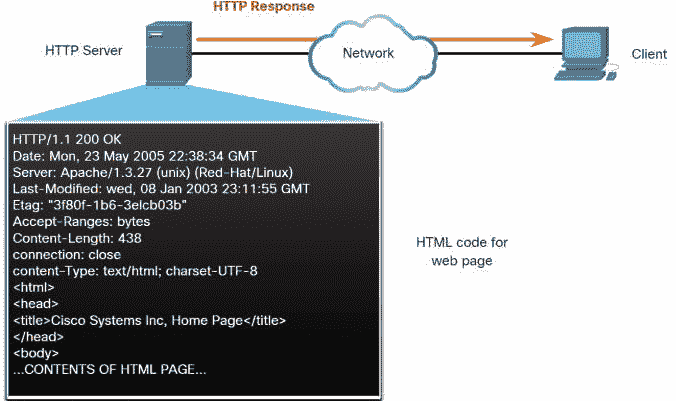 HTTP Response
HTTP Server
Network
Client
HTTP/1.1 200 OK
Date: Mon, 23 May 2005 22:38:34 GMT
Server: Apache/1.3.27 (unix) (Red-Hat/Linux)
Last-Modified: wed, 08 Jan 2003 23:11:55 GMT
Etag: "3f80f-1b6-3elcb03b"
Accept-Ranges: bytes
Content-Length: 438
connection: close
content-Type: text/html; charset-UTF-8
<html>
<head>
<title>Cisco Systems Inc, Home Page</title>
</head>
<body>
...CONTENTS OF HTML PAGE...
HTML code for
web page